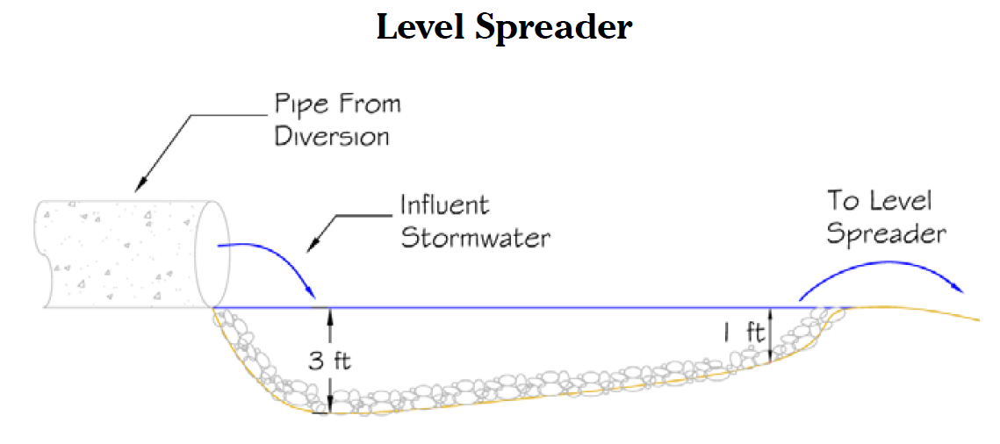 Level Spreader
Pipe From
Diversion
Influent
Stormwater
To Level
Spreader
1 ft
3 ft